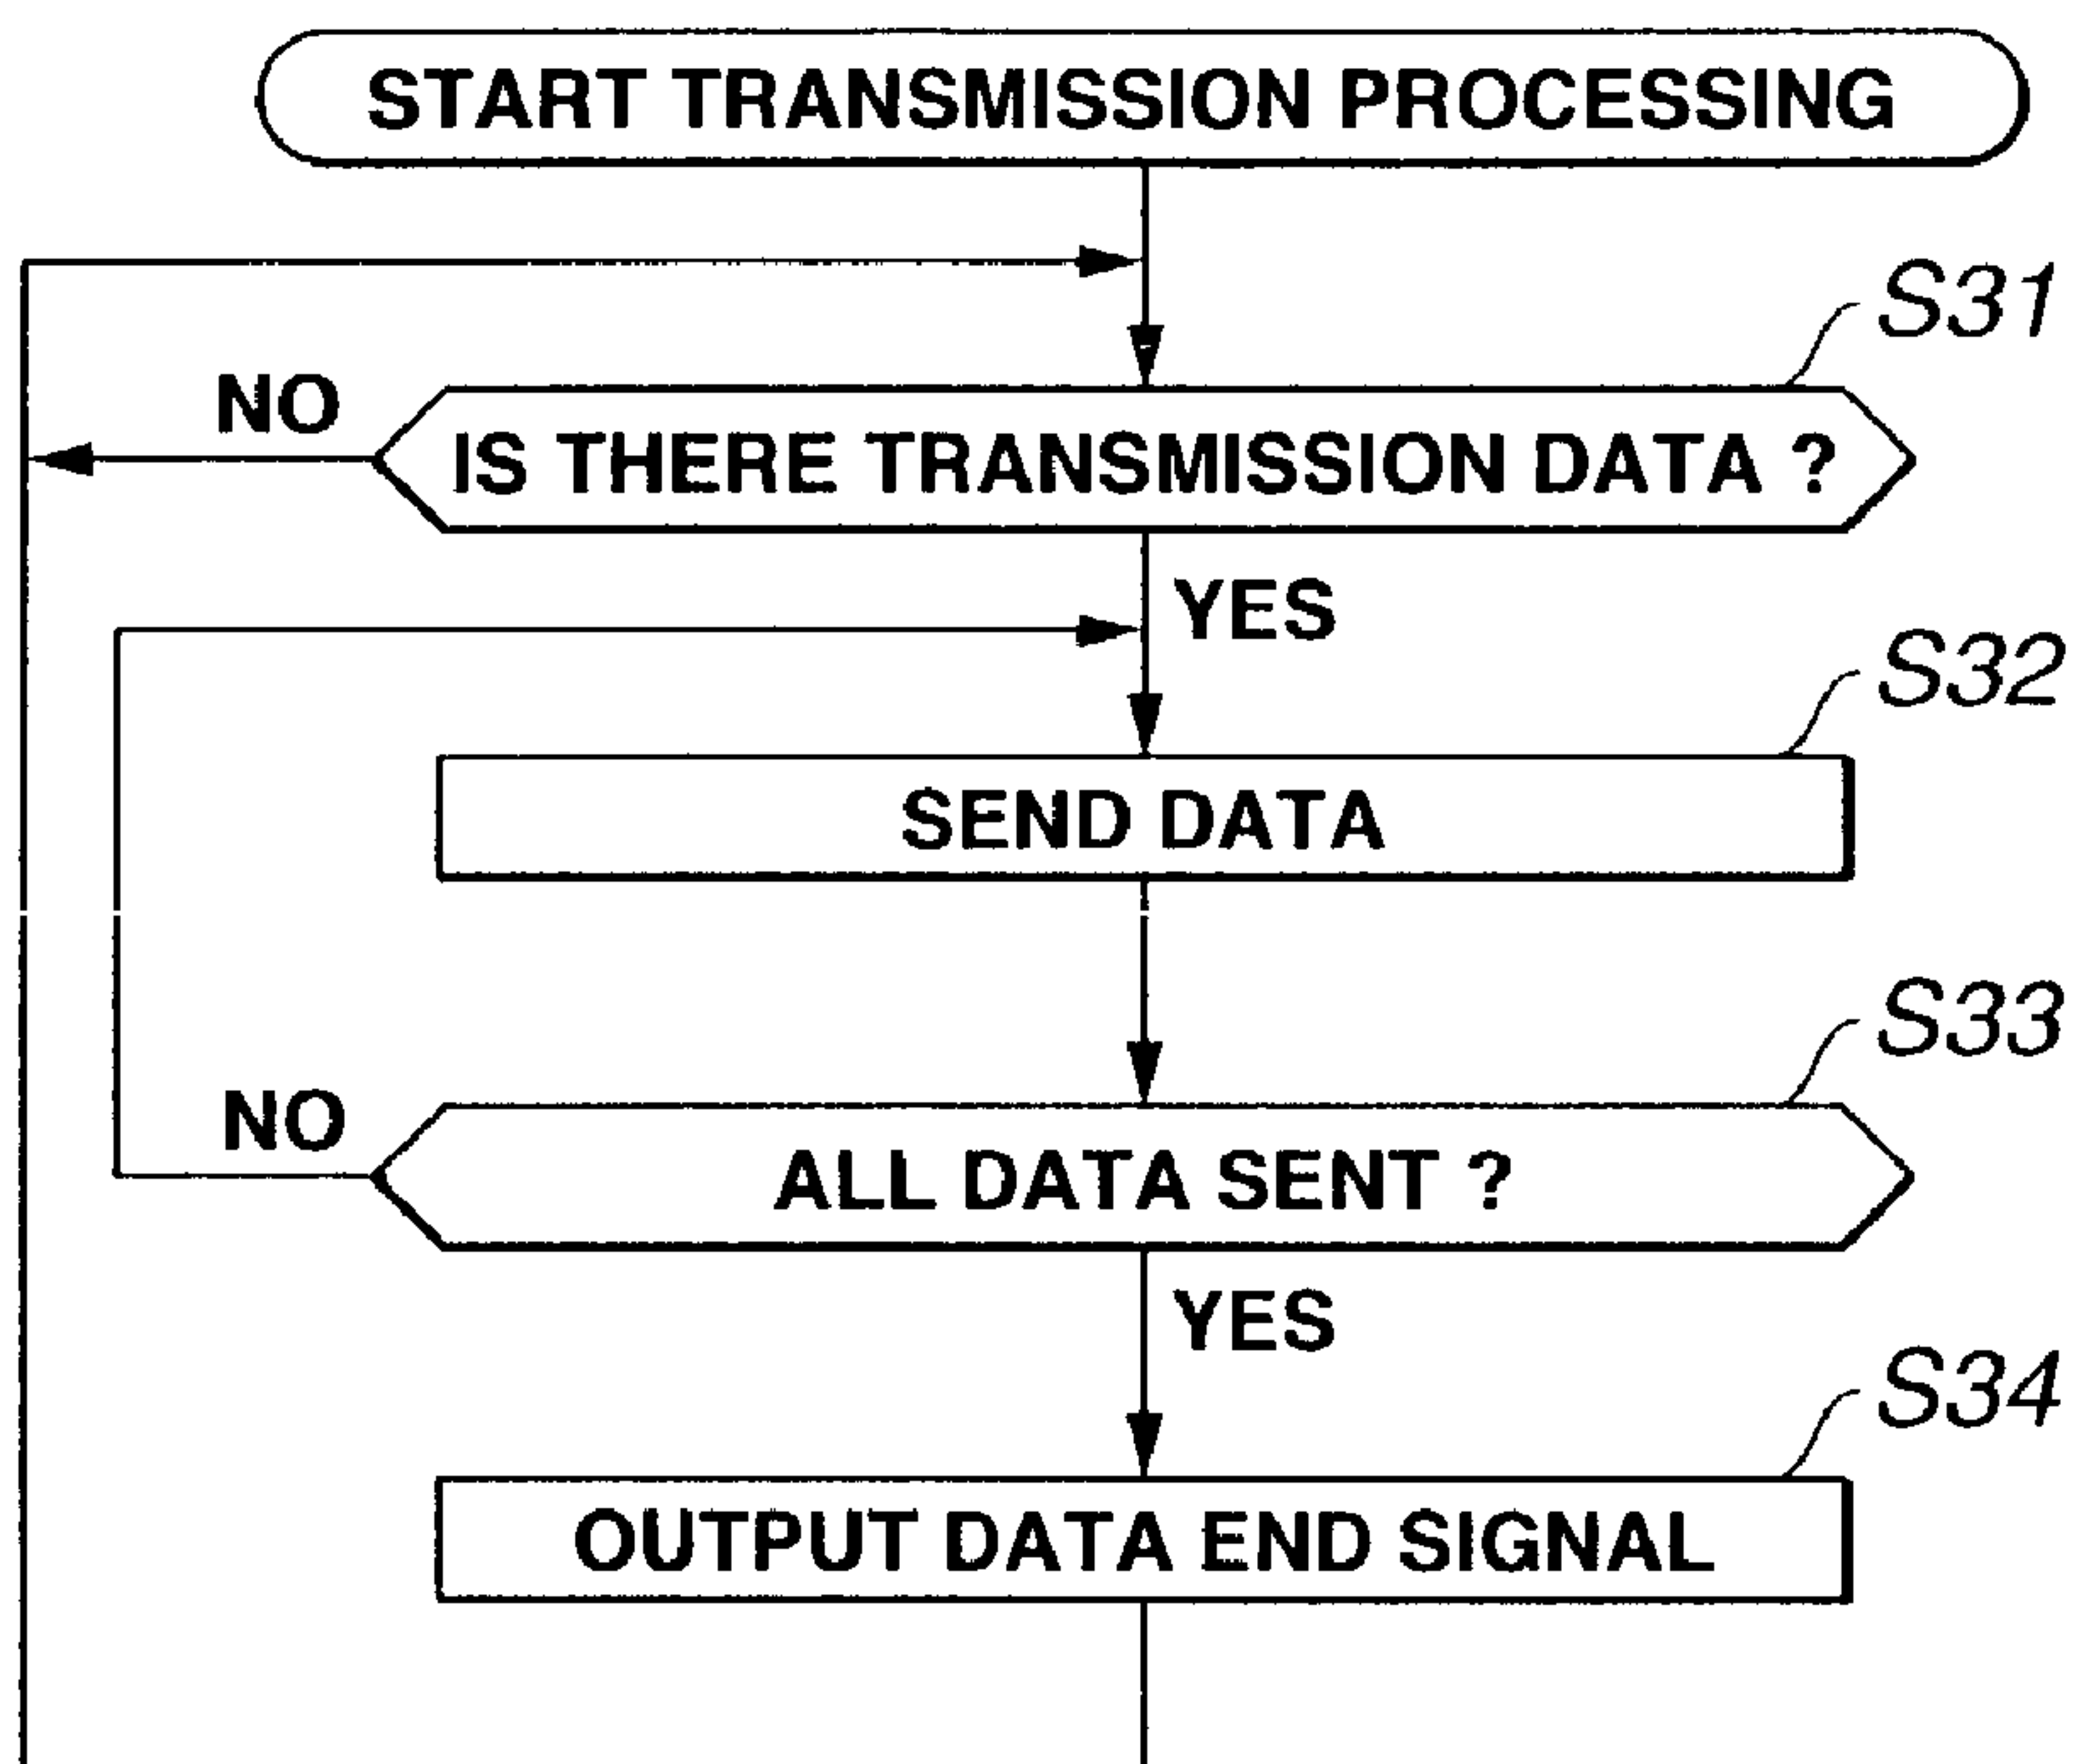 START TRANSMISSION PROCESSING
S31
NO
IS THERE TRANSMISSION DATA ?
YES
S32
SEND DATA
S33
NO
ALL DATA SENT ?
YES
S34
OUTPUT DATA END SIGNAL